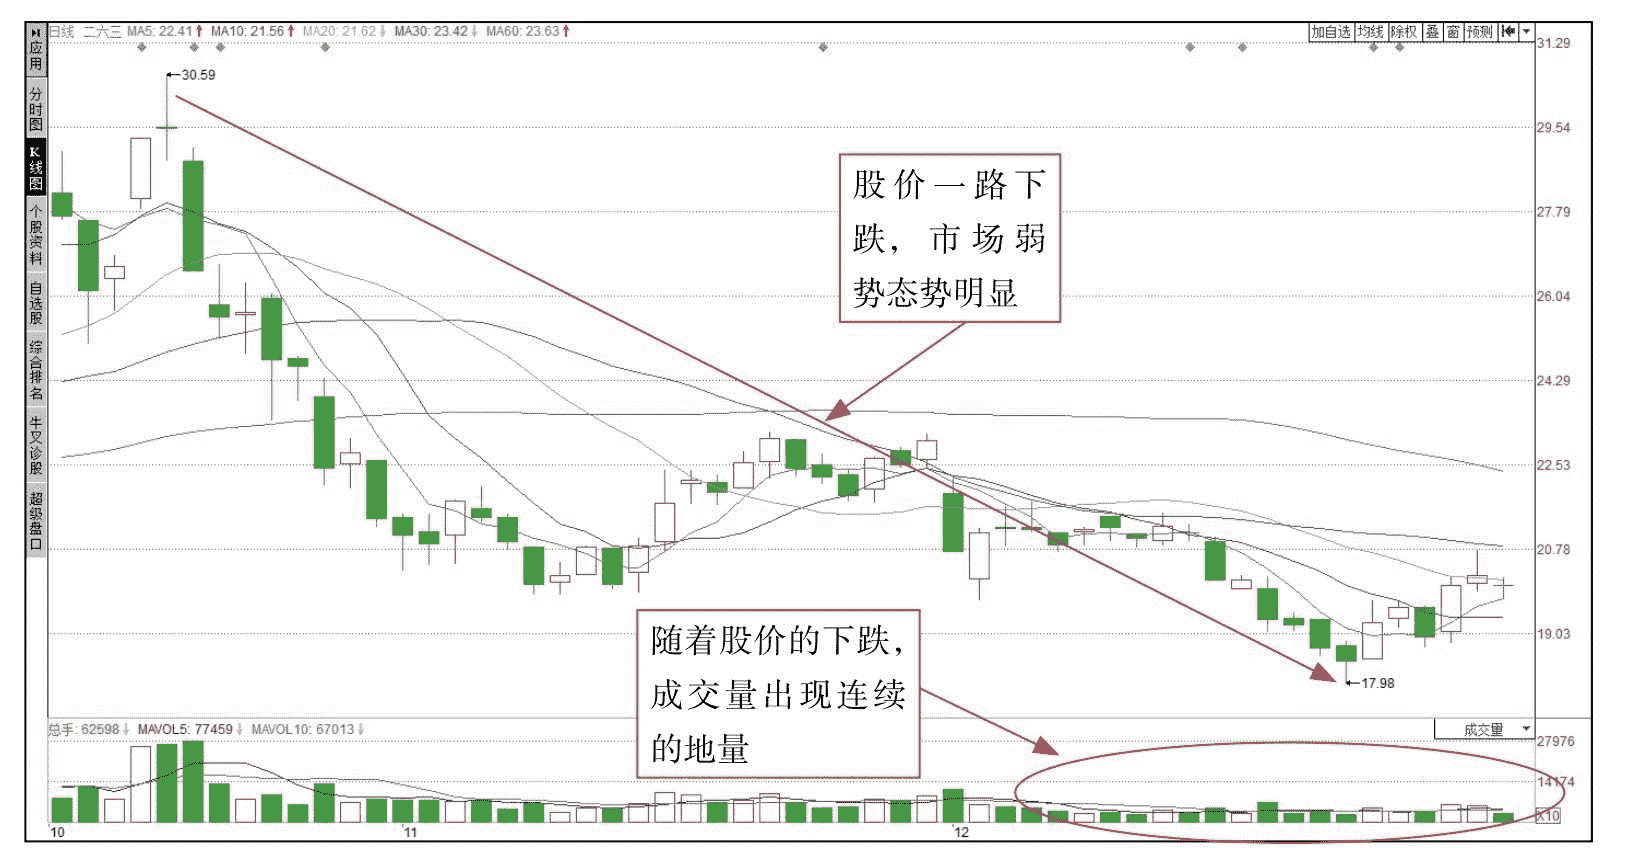 日线 二六三 MA5: 22.41↑ MA10: 21.56↑ MA20: 21.62↓ MA30: 23.42↓ MA60: 23.63↑
加自选 均线 除权 叠 窗 预测
应用
分时图
K线图
个股资料
自选股
综合排名
牛叉诊股
超级盘口
31.29
←30.59
29.54
股价一路下
跌，市场弱
势态势明显
27.79
26.04
24.29
22.53
20.78
19.03
随着股价的下跌，
成交量出现连续
的地量
←17.98
总手: 62598↓ MAVOL5: 77459↓ MAVOL10: 67013↓
成交量
27976
14174
X10
10
11
12